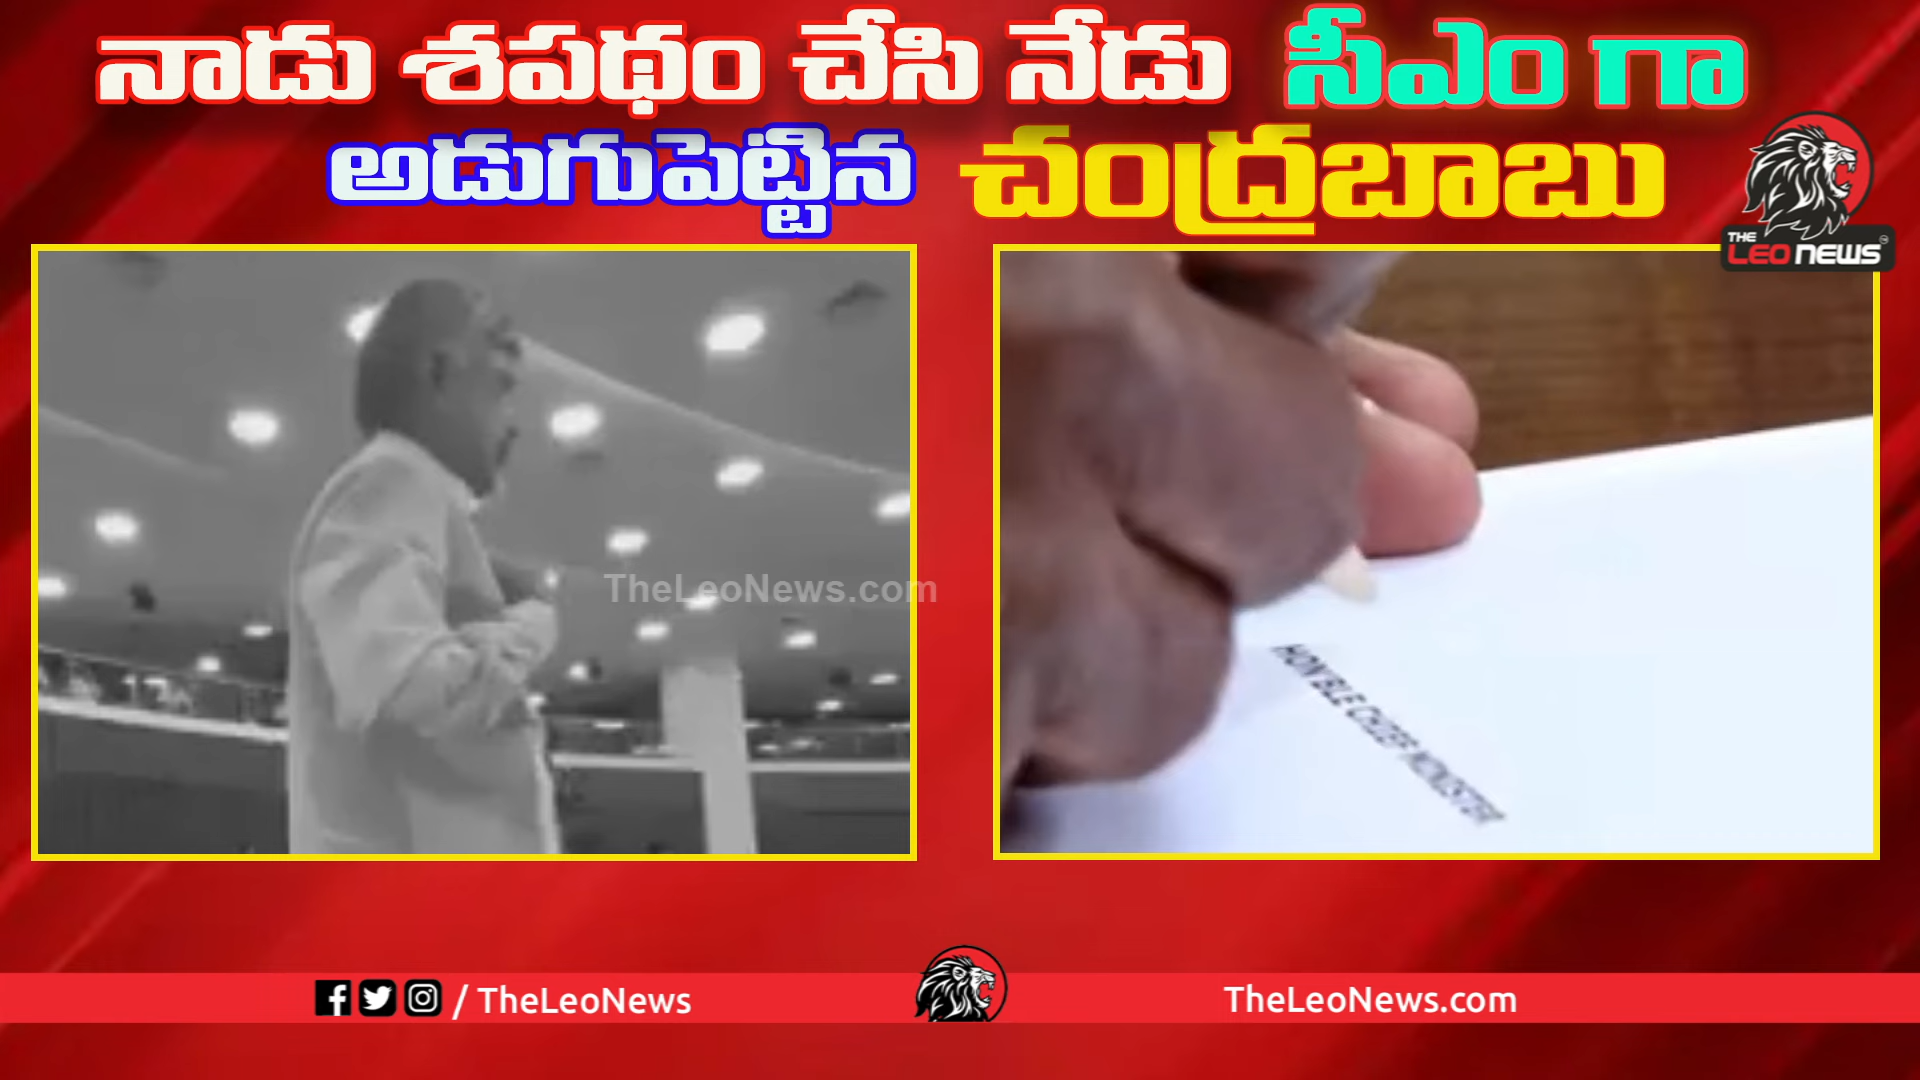 నాడు శపథం చేసి నేడు సీఎం గా
అడుగుపెట్టిన చంద్రబాబు
THE
LEO NEWS
TheLeoNews.com
HON'BLE CHIEF MINISTER
/ TheLeoNews
TheLeoNews.com